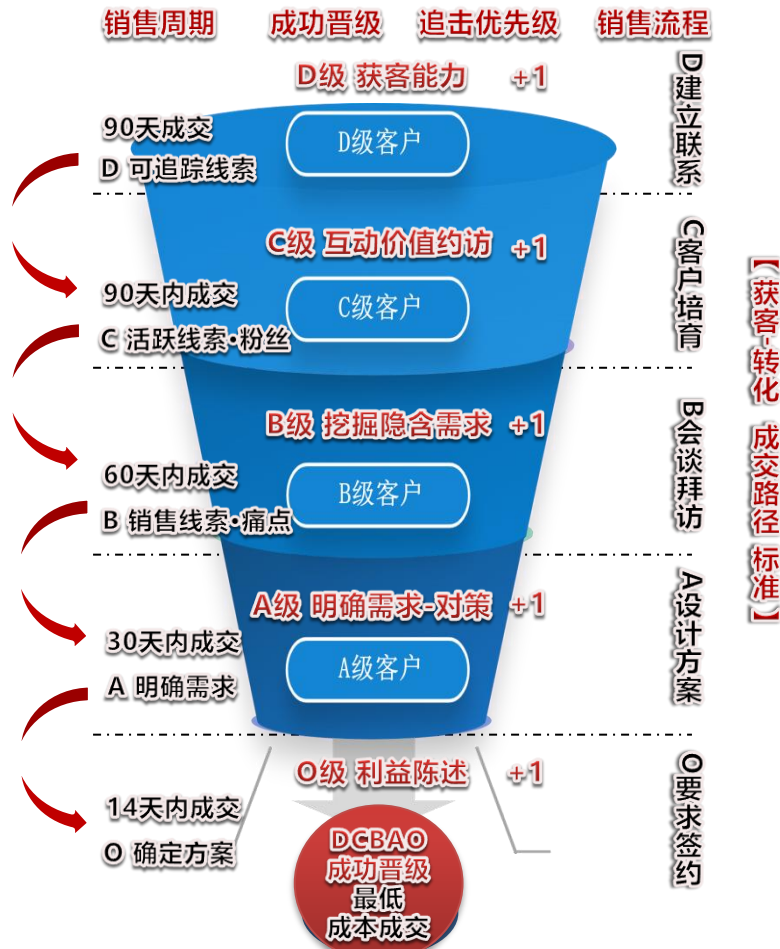 销售周期 成功晋级 追击优先级 销售流程
D级 获客能力 +1
D建立联系
90天成交
D级客户
D 可追踪线索
C级 互动价值约访 +1
C客户培育
90天内成交
C级客户
C 活跃线索·粉丝
【获客-转化 成交路径 标准】
B级 挖掘隐含需求 +1
B会谈拜访
60天内成交
B级客户
B 销售线索·痛点
A级 明确需求-对策 +1
A设计方案
30天内成交
A级客户
A 明确需求
O级 利益陈述 +1
O要求签约
14天内成交
O 确定方案
DCBAO
成功晋级
最低
成本成交